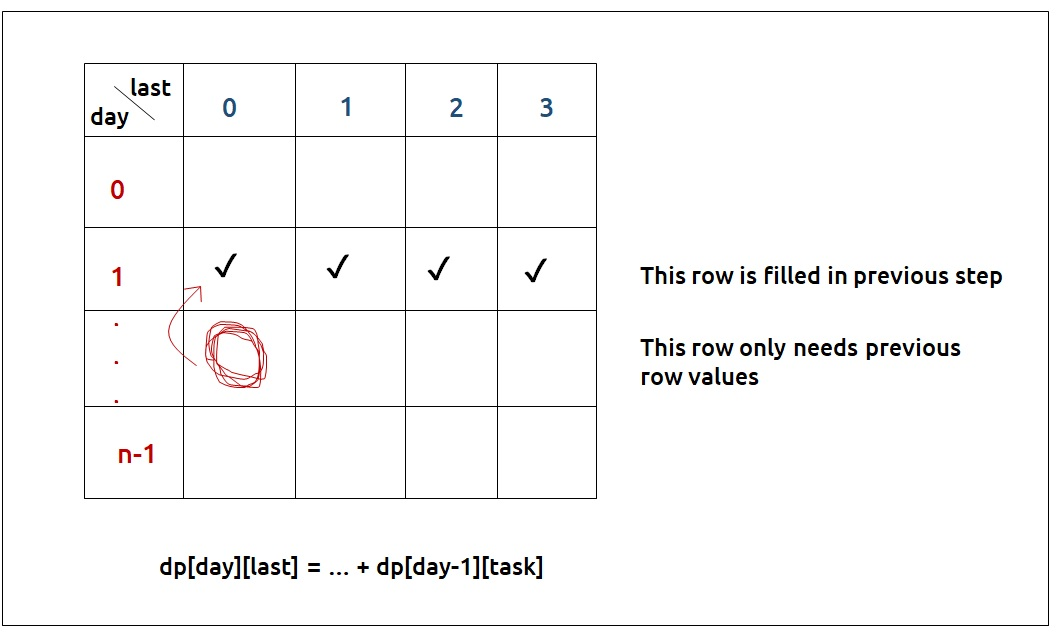 last
day
0 1 2 3
0
1 ✓ ✓ ✓ ✓ This row is filled in previous step
.
. This row only needs previous
row values
.
n-1
dp[day][last] = ... + dp[day-1][task]